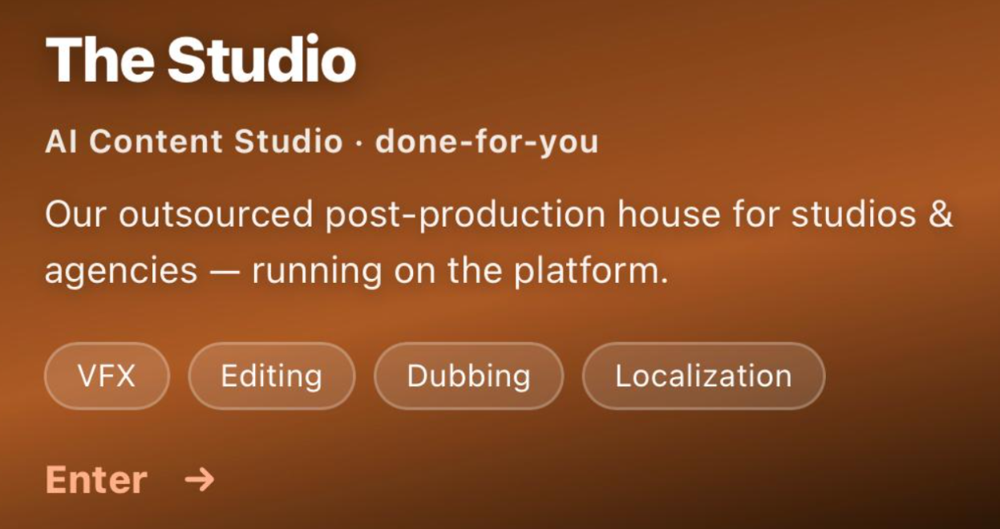 The Studio
AI Content Studio · done-for-you
Our outsourced post-production house for studios &
agencies — running on the platform.
VFX Editing Dubbing Localization
Enter →